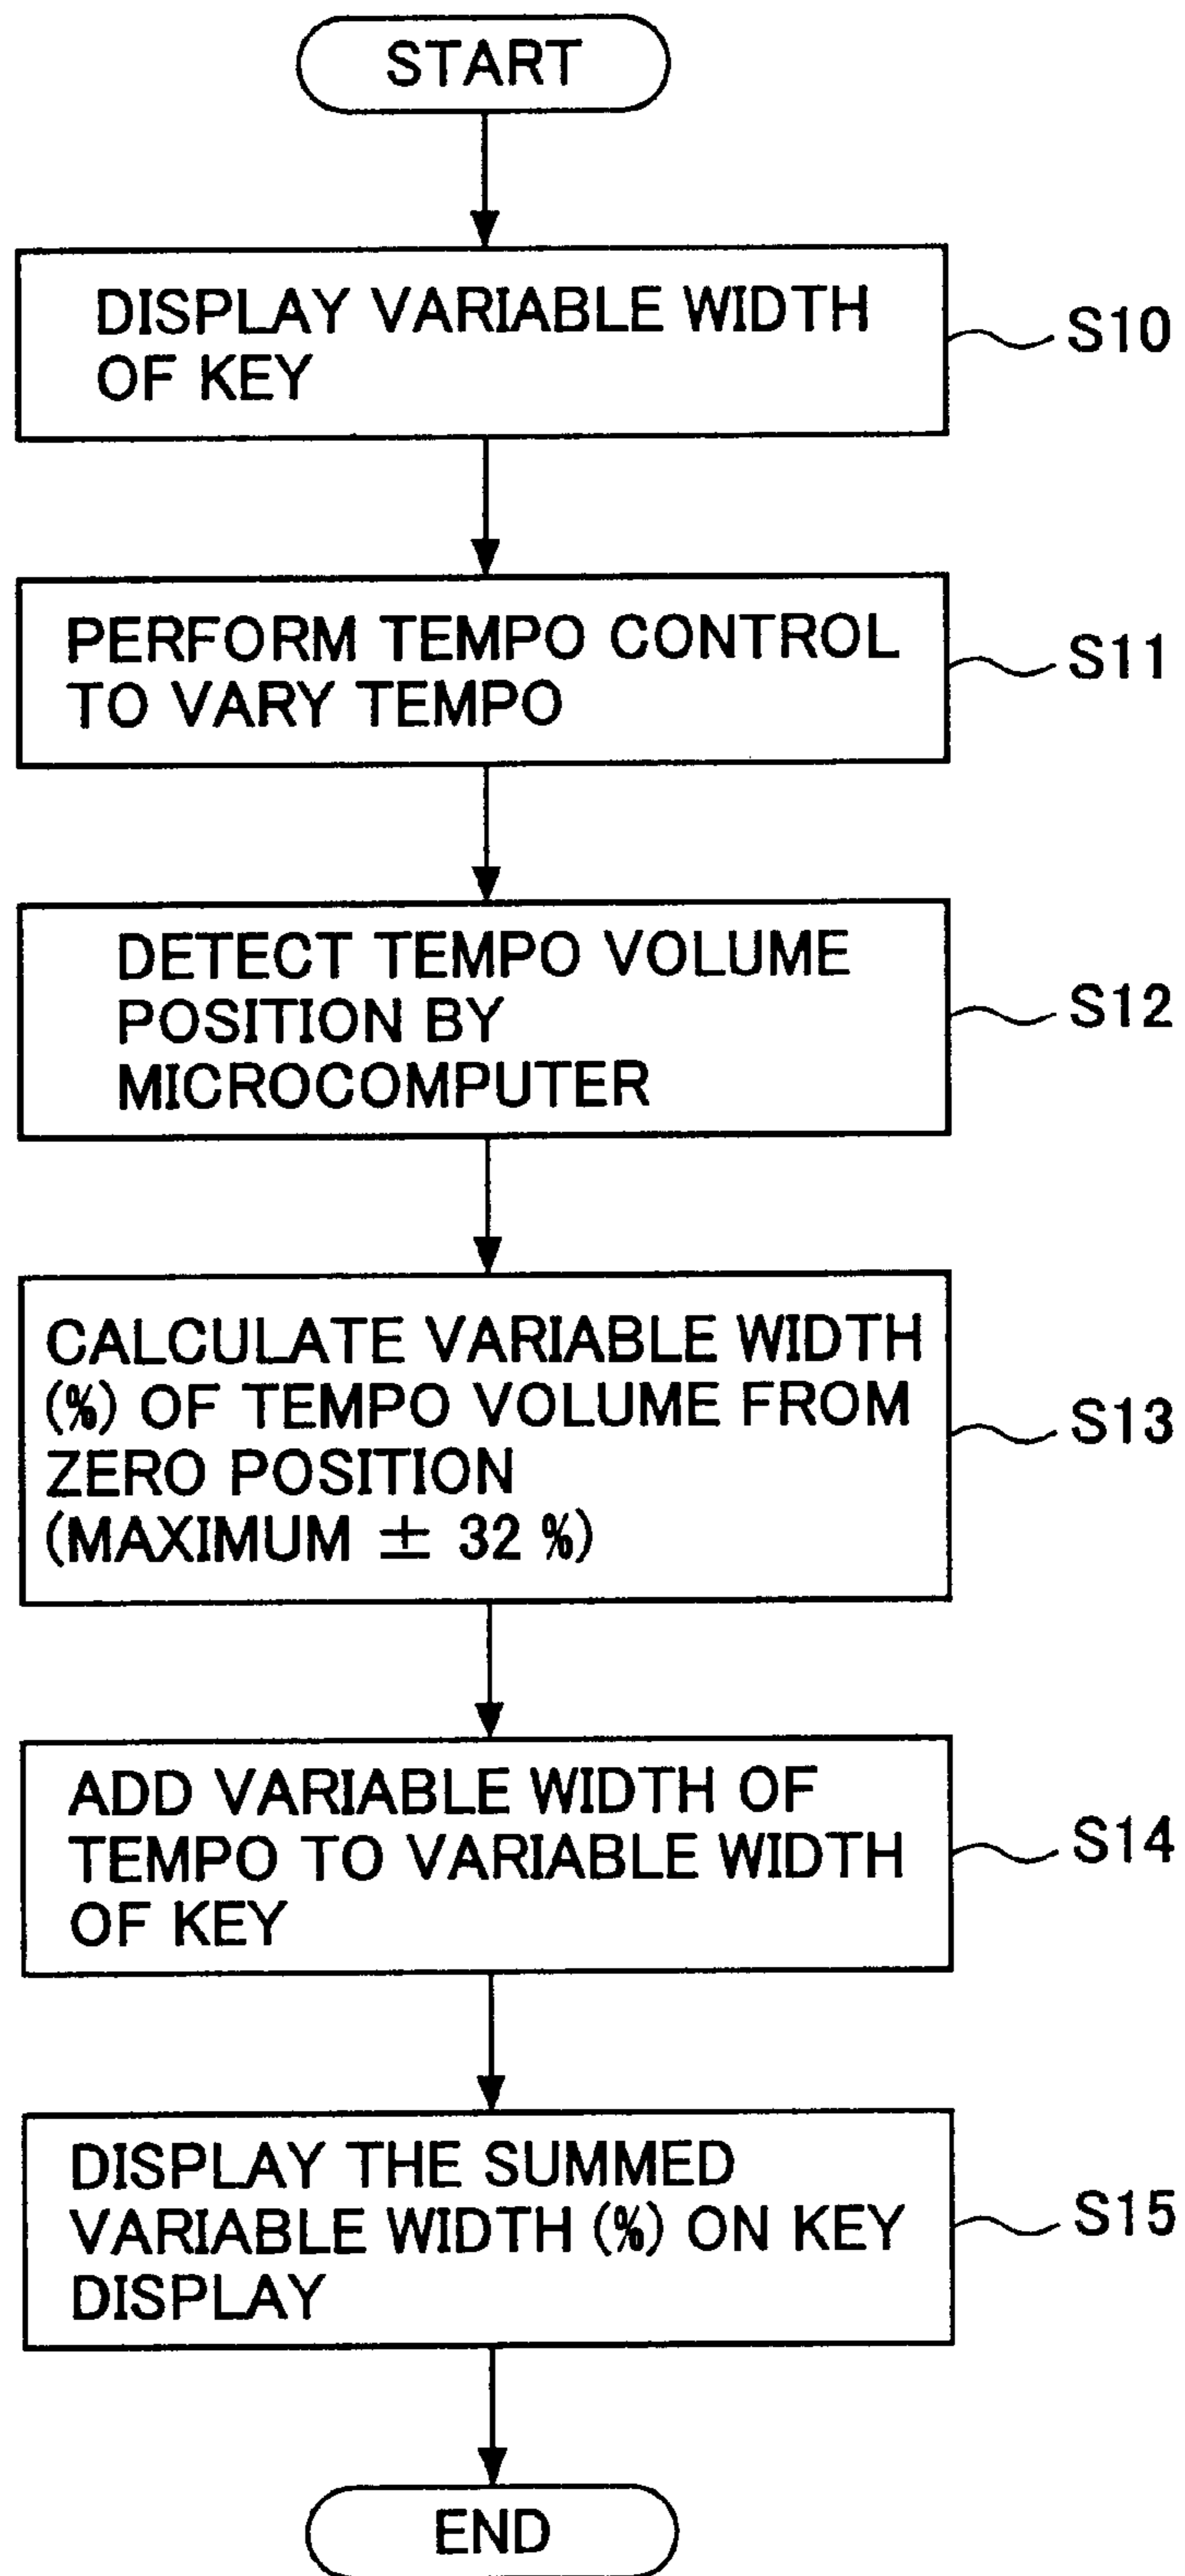 START
DISPLAY VARIABLE WIDTH
OF KEY
S10
PERFORM TEMPO CONTROL
TO VARY TEMPO
S11
DETECT TEMPO VOLUME
POSITION BY
MICROCOMPUTER
S12
CALCULATE VARIABLE WIDTH
(%) OF TEMPO VOLUME FROM
ZERO POSITION
(MAXIMUM ± 32 %)
S13
ADD VARIABLE WIDTH OF
TEMPO TO VARIABLE WIDTH
OF KEY
S14
DISPLAY THE SUMMED
VARIABLE WIDTH (%) ON KEY
DISPLAY
S15
END